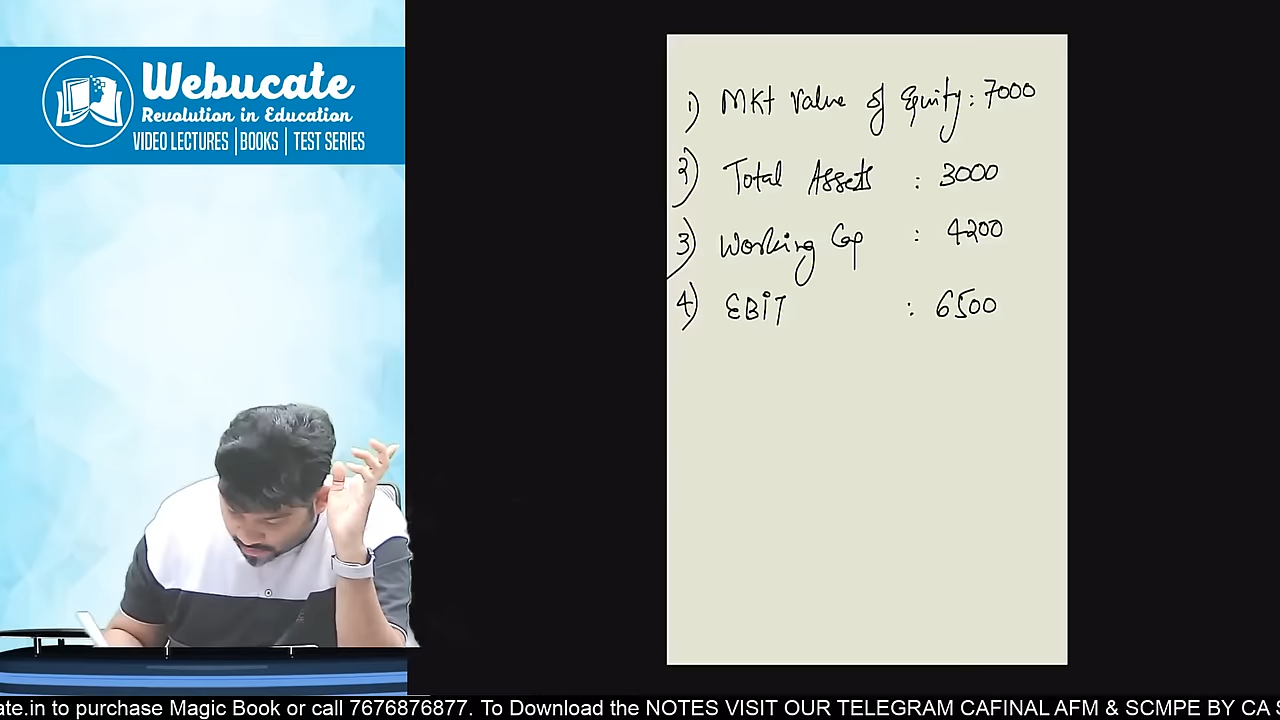 Webucate
Revolution in Education
VIDEO LECTURES | BOOKS | TEST SERIES
1) Mkt Value of Equity : 7000
2) Total Assets : 3000
3) Working Cap : 4200
4) EBIT : 6500
ate.in to purchase Magic Book or call 7676876877. To Download the NOTES VISIT OUR TELEGRAM CAFINAL AFM & SCMPE BY CA S